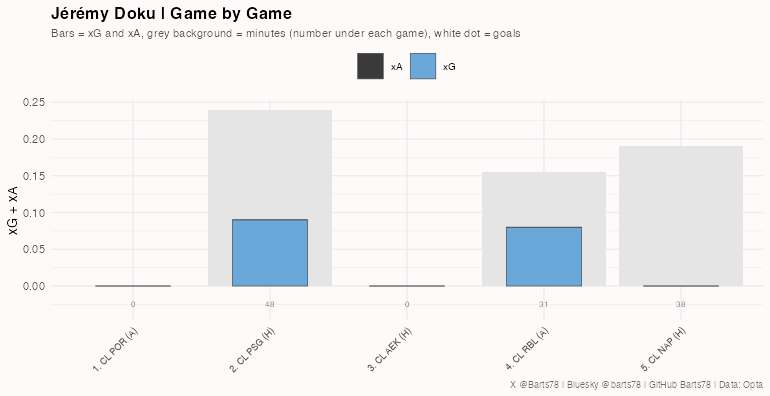 Jérémy Doku | Game by Game
Bars = xG and xA, grey background = minutes (number under each game), white dot = goals
xA xG
xG + xA
0.25
0.20
0.15
0.10
0.05
0.00
0 48 0 31 38
1. CL POR (A)
2. CL PSG (H)
3. CL AEK (H)
4. CL RBL (A)
5. CL NAP (H)
X @Barts78 | Bluesky @barts78 | GitHub Barts78 | Data: Opta